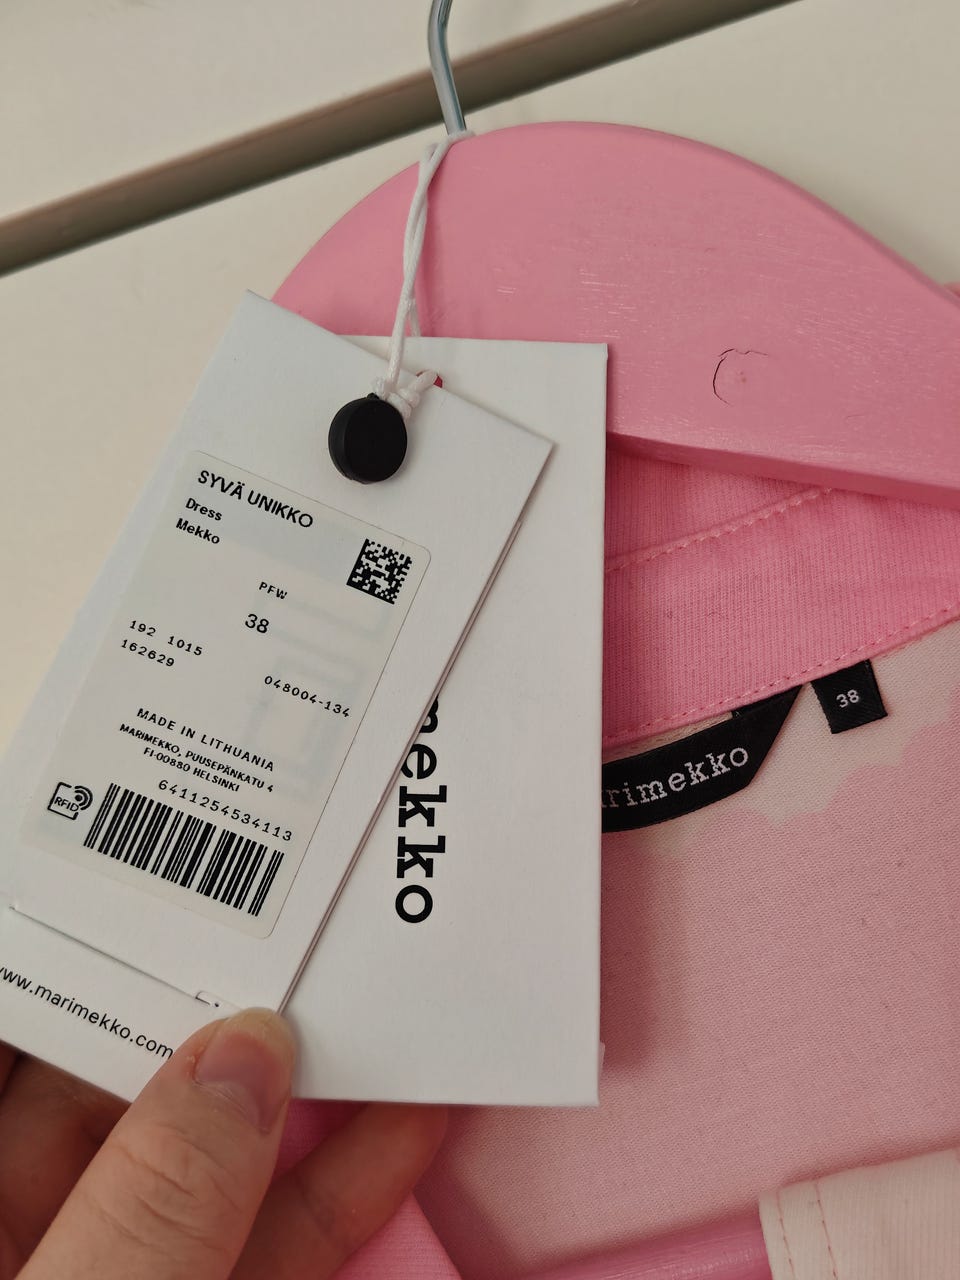 SYVÄ UNIKKO
Dress
Mekko
PFW
38
192 1015
162629
048004-134
MADE IN LITHUANIA
MARIMEKKO, PUUSEPÄNKATU 4
FI-00880 HELSINKI
6411254534113
RFID
www.marimekko.com
mekko
arimekko
38